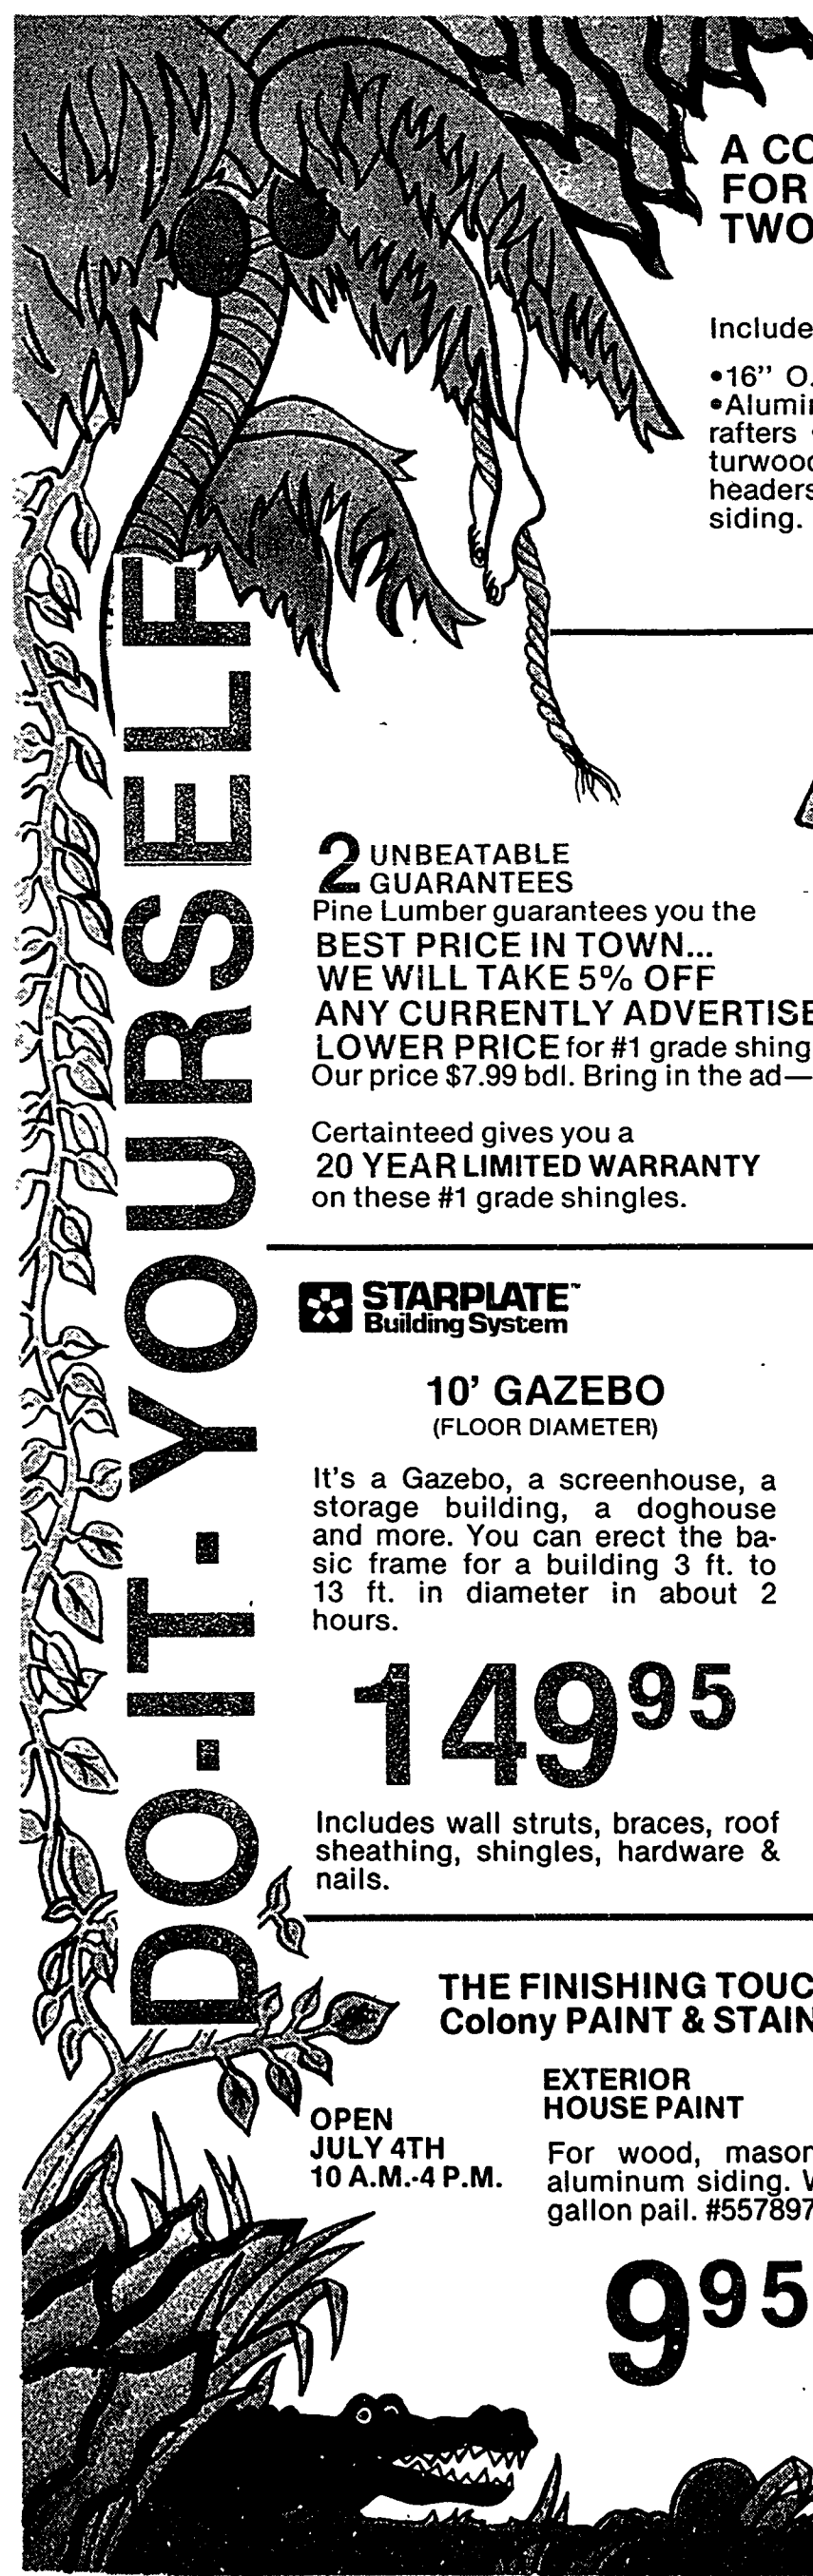 DO-IT-YOURSELF
A CO
FOR
TWO
Include
•16” O.
•Alumin
rafters
turwood
headers
siding.
2 UNBEATABLE
GUARANTEES
Pine Lumber guarantees you the
BEST PRICE IN TOWN...
WE WILL TAKE 5% OFF
ANY CURRENTLY ADVERTISE
LOWER PRICE for #1 grade shing
Our price $7.99 bdl. Bring in the ad—
Certainteed gives you a
20 YEAR LIMITED WARRANTY
on these #1 grade shingles.
STARPLATE™
Building System
10' GAZEBO
(FLOOR DIAMETER)
It's a Gazebo, a screenhouse, a
storage building, a doghouse
and more. You can erect the ba-
sic frame for a building 3 ft. to
13 ft. in diameter in about 2
hours.
149 95
Includes wall struts, braces, roof
sheathing, shingles, hardware &
nails.
THE FINISHING TOUC
Colony PAINT & STAIN
OPEN
JULY 4TH
10 A.M.-4 P.M.
EXTERIOR
HOUSE PAINT
For wood, mason
aluminum siding. W
gallon pail. #557897
9 95